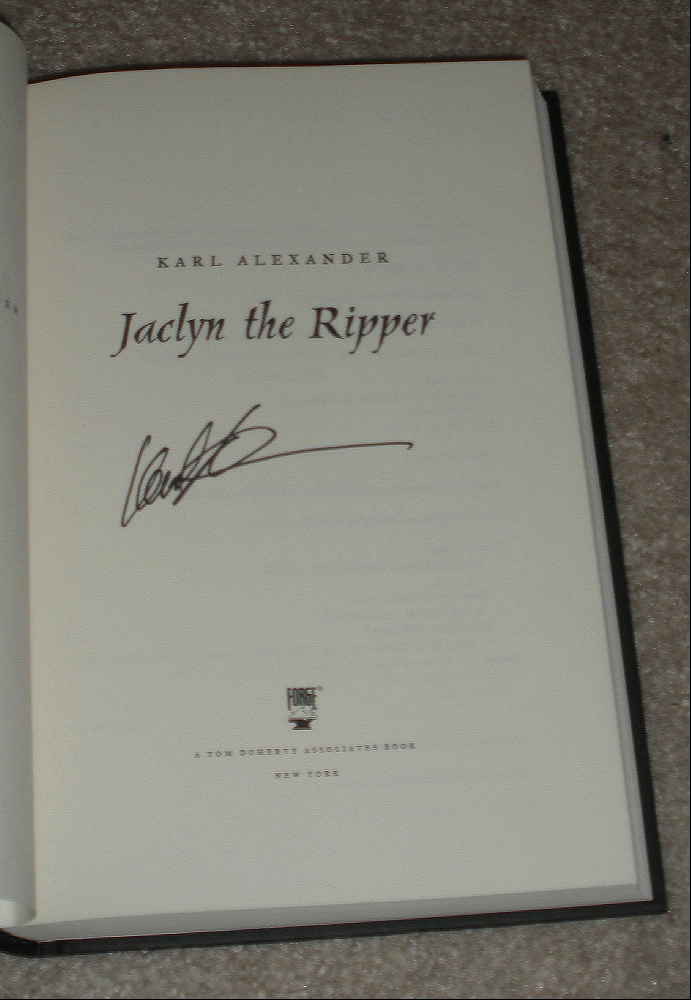 KARL ALEXANDER
Jaclyn the Ripper
FORGE
A TOM DOHERTY ASSOCIATES BOOK
NEW YORK